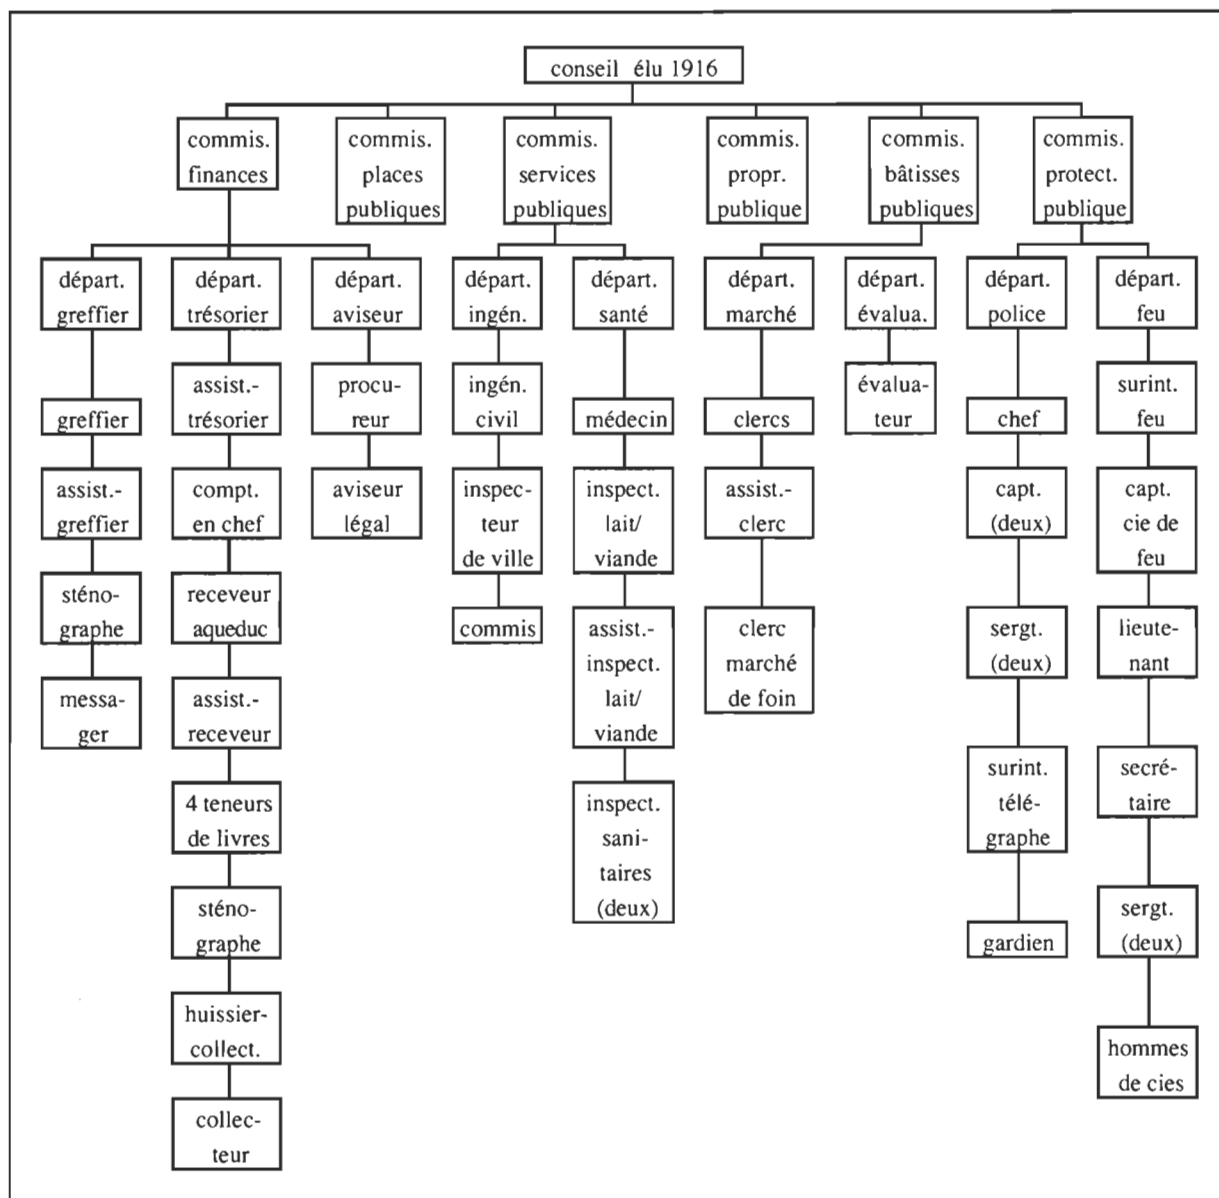 conseil élu 1916
commis.
finances
commis.
places
publiques
commis.
services
publiques
commis.
propr.
publique
commis.
bâtisses
publiques
commis.
protect.
publique
départ.
greffier
départ.
trésorier
départ.
aviseur
départ.
ingén.
départ.
santé
départ.
marché
départ.
évalua.
départ.
police
départ.
feu
greffier
assist.-
trésorier
procu-
reur
ingén.
civil
médecin
clercs
évalua-
teur
chef
surint.
feu
assist.-
greffier
compt.
en chef
aviseur
légal
inspec-
teur
de ville
inspect.
lait/
viande
assist.-
clerc
capt.
(deux)
capt.
cie de
feu
sténo-
graphe
receveur
aqueduc
commis
assist.-
inspect.
lait/
viande
clerc
marché
de foin
sergt.
(deux)
lieute-
nant
messa-
ger
assist.-
receveur
surint.
télé-
graphe
secré-
taire
4 teneurs
de livres
inspect.
sani-
taires
(deux)
sténo-
graphe
gardien
sergt.
(deux)
huissier-
collect.
hommes
de cies
collec-
teur